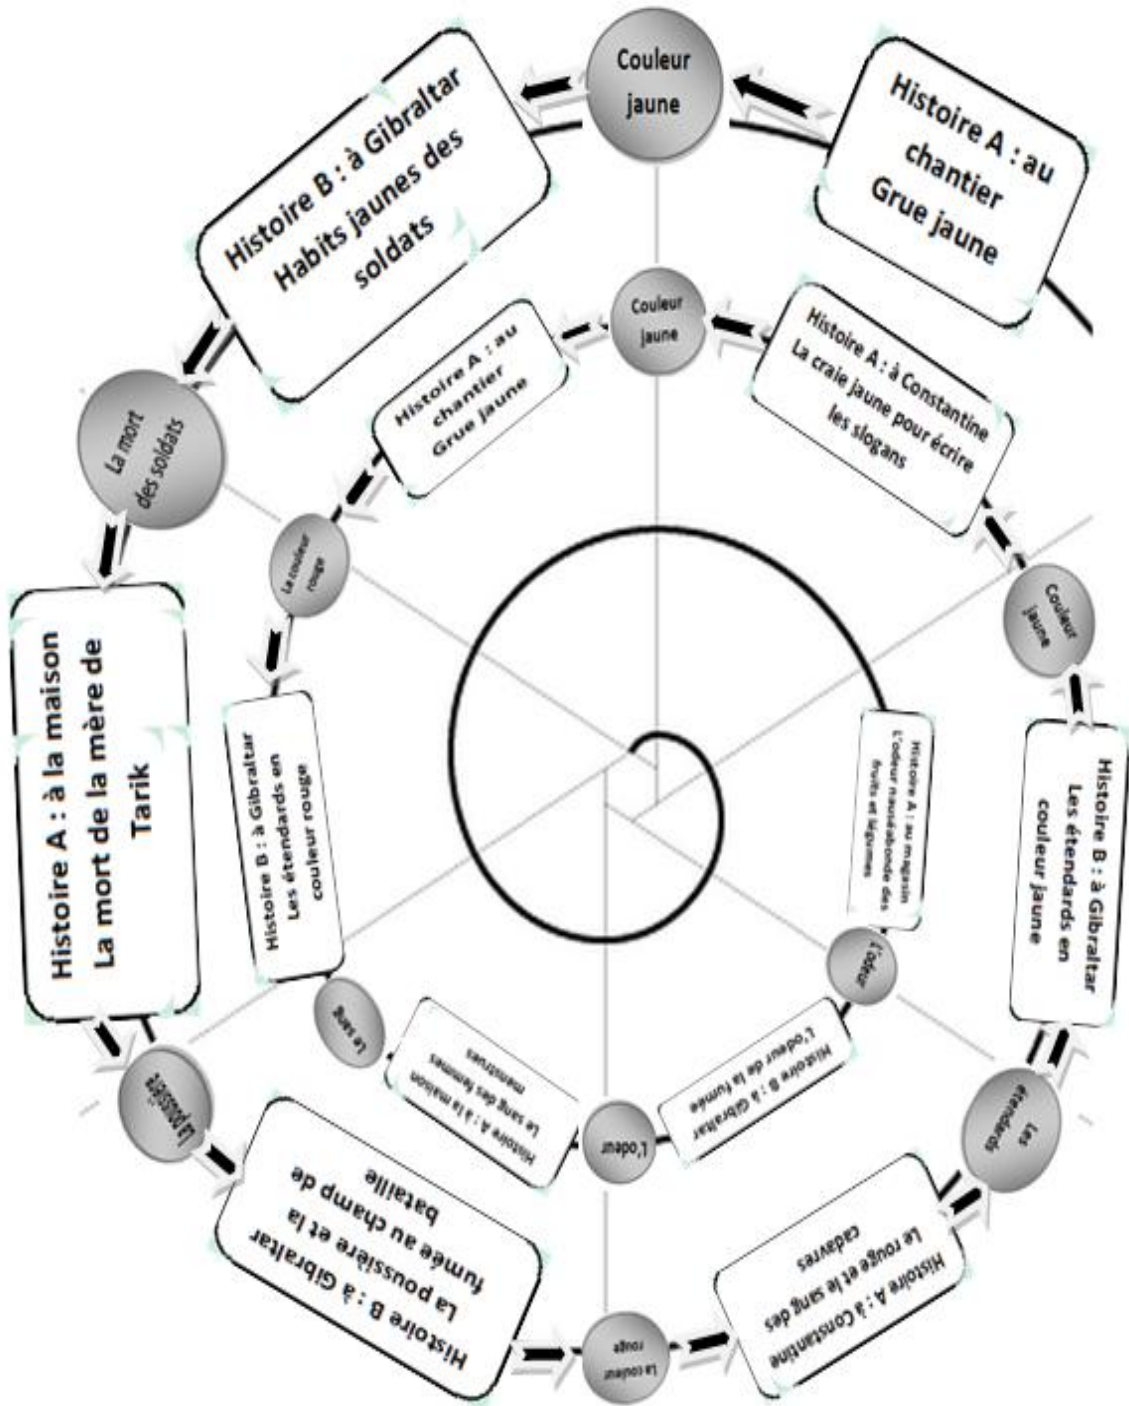 Histoire A : au
chantier
Grue jaune
Couleur
jaune
Histoire B : à Gibraltar
Habits jaunes des
soldats
La mort
des soldats
Histoire A : à la maison
La mort de la mère de
Tarik
La poussière
Histoire B : à Gibraltar
La poussière et la
fumée au champ de
bataille
La couleur
rouge
Histoire A : à Constantine
Le rouge et le sang des
cadavres
Les
étendards
Histoire B : à Gibraltar
Les étendards en
couleur jaune
Couleur
jaune
Histoire A : à Constantine
La craie jaune pour écrire
les slogans
Couleur
jaune
Histoire A : au
chantier
Grue jaune
La couleur
rouge
Histoire B : à Gibraltar
Les étendards en
couleur rouge
Le sang
Histoire A : à la maison
Le sang des femmes
menstrues
L'odeur
Histoire B : à Gibraltar
L'odeur de la fumée
L'odeur
Histoire A : au magasin
L'odeur nauséabonde des
fruits et légumes